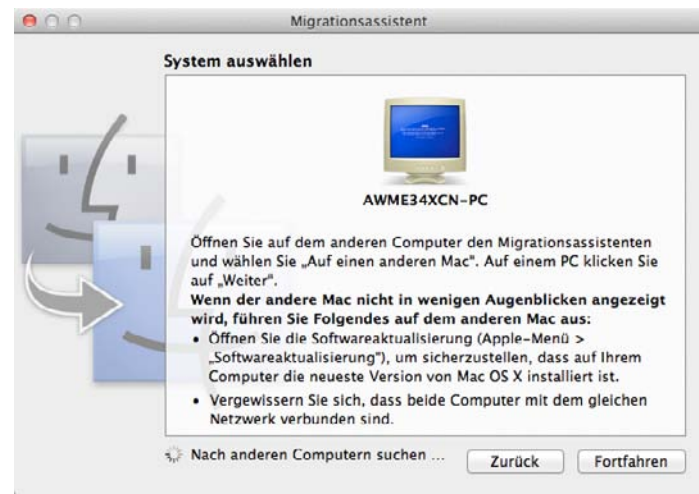 Migrationsassistent
System auswählen
AWME34XCN-PC
Öffnen Sie auf dem anderen Computer den Migrationsassistenten
und wählen Sie „Auf einen anderen Mac“. Auf einem PC klicken Sie
auf „Weiter“.
Wenn der andere Mac nicht in wenigen Augenblicken angezeigt
wird, führen Sie Folgendes auf dem anderen Mac aus:
• Öffnen Sie die Softwareaktualisierung (Apple-Menü >
„Softwareaktualisierung“), um sicherzustellen, dass auf Ihrem
Computer die neueste Version von Mac OS X installiert ist.
• Vergewissern Sie sich, dass beide Computer mit dem gleichen
Netzwerk verbunden sind.
Nach anderen Computern suchen ...
Zurück
Fortfahren